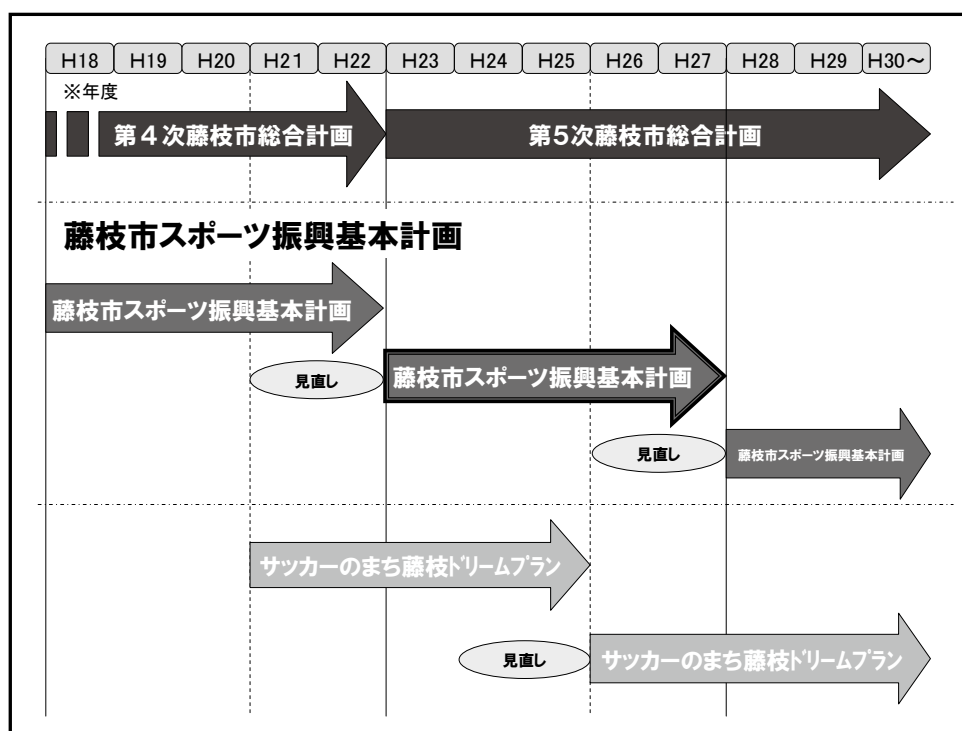 H18 H19 H20 H21 H22 H23 H24 H25 H26 H27 H28 H29 H30～
※年度
第４次藤枝市総合計画 第5次藤枝市総合計画
藤枝市スポーツ振興基本計画
藤枝市スポーツ振興基本計画
見直し 藤枝市スポーツ振興基本計画
見直し 藤枝市スポーツ振興基本計画
サッカーのまち藤枝ﾄﾞﾘｰﾑﾌﾟﾗﾝ
見直し サッカーのまち藤枝ﾄﾞﾘｰﾑﾌﾟﾗﾝ